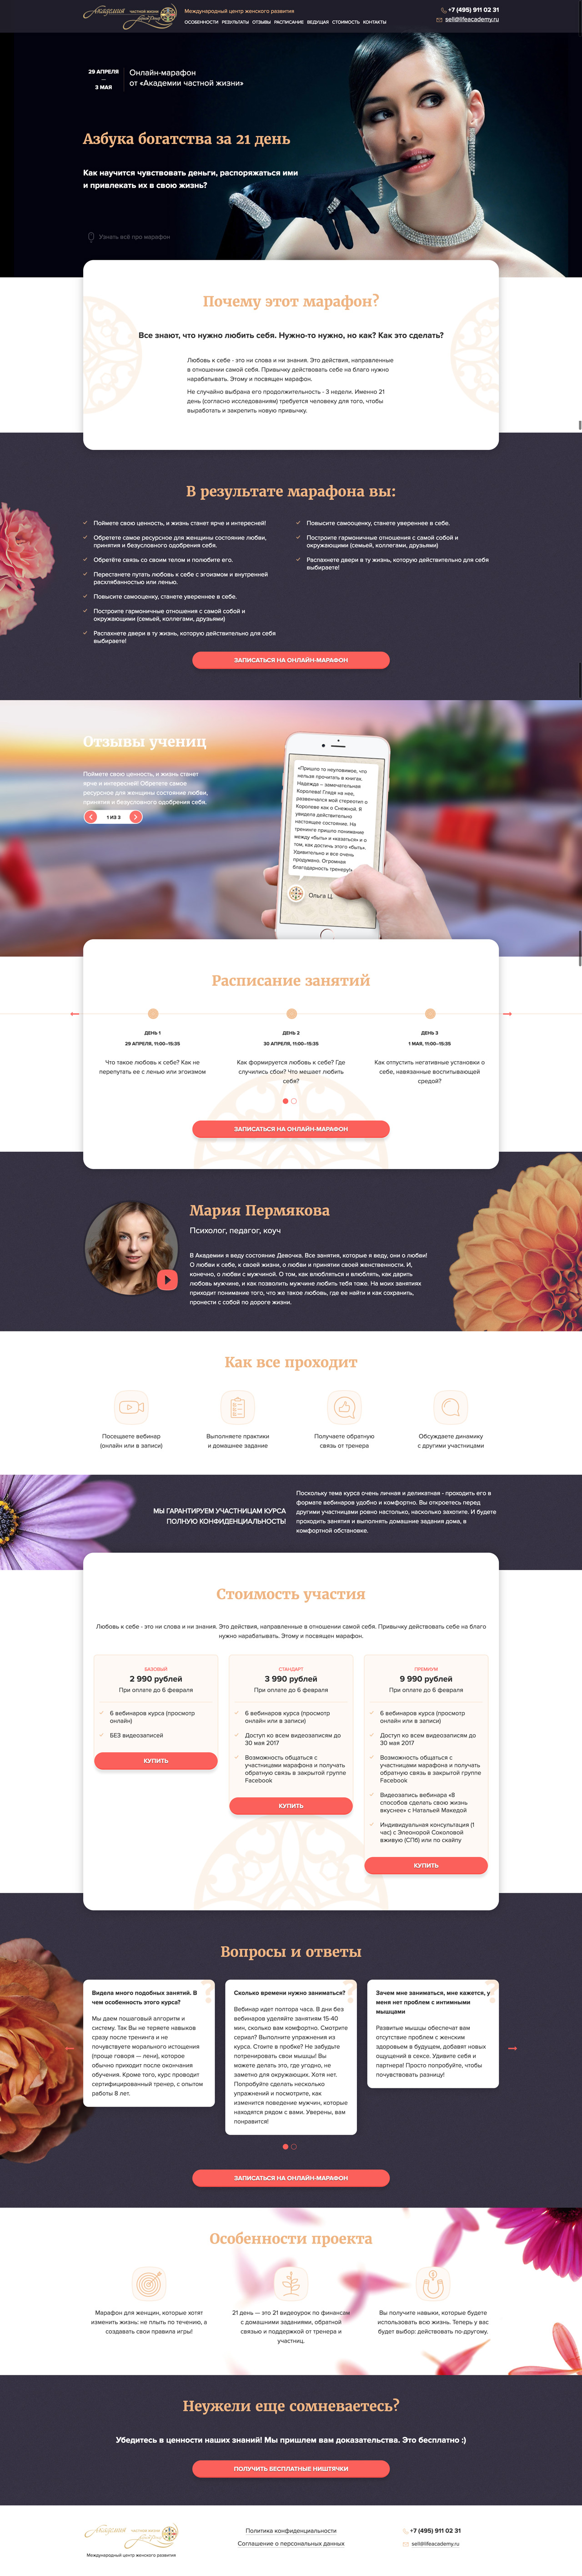 Академия ЧАСТНОЙ ЖИЗНИ
Международный центр женского развития
ОСОБЕННОСТИ РЕЗУЛЬТАТЫ ОТЗЫВЫ РАСПИСАНИЕ ВЕДУЩАЯ СТОИМОСТЬ КОНТАКТЫ
+7 (495) 911 02 31
sell@lifeacademy.ru
29 АПРЕЛЯ
—
3 МАЯ
Онлайн-марафон
от «Академии частной жизни»
Азбука богатства за 21 день
Как научится чувствовать деньги, распоряжаться ими
и привлекать их в свою жизнь?
Узнать всё про марафон
Почему этот марафон?
Все знают, что нужно любить себя. Нужно-то нужно, но как? Как это сделать?
Любовь к себе - это ни слова и ни знания. Это действия, направленные
в отношении самой себя. Привычку действовать себе на благо нужно
нарабатывать. Этому и посвящен марафон.
Не случайно выбрана его продолжительность - 3 недели. Именно 21
день (согласно исследованиям) требуется человеку для того, чтобы
выработать и закрепить новую привычку.
В результате марафона вы:
Поймете свою ценность, и жизнь станет ярче и интересней!
Обретете самое ресурсное для женщины состояние любви,
принятия и безусловного одобрения себя.
Обретёте связь со своим телом и полюбите его.
Перестанете путать любовь к себе с эгоизмом и внутренней
расхлябанностью или ленью.
Повысите самооценку, станете увереннее в себе.
Построите гармоничные отношения с самой собой и
окружающими (семьей, коллегами, друзьями)
Распахнете двери в ту жизнь, которую действительно для себя
выбираете!
Повысите самооценку, станете увереннее в себе.
Построите гармоничные отношения с самой собой и
окружающими (семьей, коллегами, друзьями)
Распахнете двери в ту жизнь, которую действительно для себя
выбираете!
ЗАПИСАТЬСЯ НА ОНЛАЙН-МАРАФОН
Отзывы учениц
Поймете свою ценность, и жизнь станет
ярче и интересней! Обретете самое
ресурсное для женщины состояние любви,
принятия и безусловного одобрения себя.
1 ИЗ 3
«Пришло то неуловимое, что
нельзя прочитать в книгах.
Надежда – замечательная
Королева! Глядя на нее,
развенчался мой стереотип о
Королеве как о Снежной. Я
увидела действительно
настоящее состояние. На
тренинге пришло понимание
между «быть» и «казаться» и о
том, как достичь этого «быть».
Удивительно и все очень
продумано. Огромная
благодарность тренеру!».
Ольга Ц.
Расписание занятий
ДЕНЬ 1
29 АПРЕЛЯ, 11:00–15:35
Что такое любовь к себе? Как не
перепутать ее с ленью или эгоизмом
ДЕНЬ 2
30 АПРЕЛЯ, 11:00–15:35
Как формируется любовь к себе? Где
случились сбои? Что мешает любить
себя?
ДЕНЬ 3
1 МАЯ, 11:00–15:35
Как отпустить негативные установки о
себе, навязанные воспитывающей
средой?
ЗАПИСАТЬСЯ НА ОНЛАЙН-МАРАФОН
Мария Пермякова
Психолог, педагог, коуч
В Академии я веду состояние Девочка. Все занятия, которые я веду, они о любви!
О любви к себе, к своей жизни, о любви и принятии своей женственности. И,
конечно, о любви с мужчиной. О том, как влюбляться и влюблять, как дарить
любовь мужчине, и как позволить мужчине любить тебя тоже. На моих занятиях
приходит понимание того, что же такое любовь, где ее найти и как сохранить,
пронести с собой по дороге жизни.
Как все проходит
Посещаете вебинар
(онлайн или в записи)
Выполняете практики
и домашнее задание
Получаете обратную
связь от тренера
Обсуждаете динамику
с другими участницами
МЫ ГАРАНТИРУЕМ УЧАСТНИЦАМ КУРСА
ПОЛНУЮ КОНФИДЕНЦИАЛЬНОСТЬ!
Поскольку тема курса очень личная и деликатная - проходить его в
формате вебинаров удобно и комфортно. Вы откроетесь перед
другими участницами ровно настолько, насколько захотите. И будете
проходить занятия и выполнять домашние задания дома, в
комфортной обстановке.
Стоимость участия
Любовь к себе - это ни слова и ни знания. Это действия, направленные в отношении самой себя. Привычку действовать себе на благо
нужно нарабатывать. Этому и посвящен марафон.
БАЗОВЫЙ
2 990 рублей
При оплате до 6 февраля
6 вебинаров курса (просмотр
онлайн)
БЕЗ видеозаписей
КУПИТЬ
СТАНДАРТ
3 990 рублей
При оплате до 6 февраля
6 вебинаров курса (просмотр
онлайн или в записи)
Доступ ко всем видеозаписям до
30 мая 2017
Возможность общаться с
участницами марафона и получать
обратную связь в закрытой группе
Facebook
КУПИТЬ
ПРЕМИУМ
9 990 рублей
При оплате до 6 февраля
6 вебинаров курса (просмотр
онлайн или в записи)
Доступ ко всем видеозаписям до
30 мая 2017
Возможность общаться с
участницами марафона и получать
обратную связь в закрытой группе
Facebook
Видеозапись вебинара «8
способов сделать свою жизнь
вкуснее» с Натальей Македой
Индивидуальная консультация (1
час) с Элеонорой Соколовой
вживую (СПб) или по скайпу
КУПИТЬ
Вопросы и ответы
Видела много подобных занятий. В
чем особенность этого курса?
Мы даем пошаговый алгоритм и
систему. Так Вы не теряете навыков
сразу после тренинга и не
почувствуете морального истощения
(проще говоря — лени), которое
обычно приходит после окончания
обучения. Кроме того, курс проводит
сертифицированный тренер, с опытом
работы 8 лет.
Сколько времени нужно заниматься?
Вебинар идет полтора часа. В дни без
вебинаров уделяйте занятиям 15-40
мин, сколько вам комфортно. Смотрите
сериал? Выполните упражнения из
курса. Стоите в пробке? Не забудьте
потренировать свои мышцы! Вы
можете делать это, где угодно, не
заметно для окружающих. Хотя нет.
Попробуйте сделать несколько
упражнений и посмотрите, как
изменится поведение мужчин, которые
находятся рядом с вами. Уверены, вам
понравится!
Зачем мне заниматься, мне кажется, у
меня нет проблем с интимными
мышцами
Развитые мышцы обеспечат вам
отсутствие проблем с женским
здоровьем в будущем, добавят новых
ощущений в сексе. Удивите себя и
партнера! Просто попробуйте, чтобы
почувствовать разницу!
ЗАПИСАТЬСЯ НА ОНЛАЙН-МАРАФОН
Особенности проекта
Марафон для женщин, которые хотят
изменить жизнь: не плыть по течению, а
создавать свои правила игры!
21 день — это 21 видеоурок по финансам
с домашними заданиями, обратной
связью и поддержкой от тренера и
участниц.
Вы получите навыки, которые будете
использовать всю жизнь. Теперь у вас
будет выбор: действовать по-другому.
Неужели еще сомневаетесь?
Убедитесь в ценности наших знаний! Мы пришлем вам доказательства. Это бесплатно :)
ПОЛУЧИТЬ БЕСПЛАТНЫЕ НИШТЯЧКИ
Академия ЧАСТНОЙ ЖИЗНИ
Международный центр женского развития
Политика конфиденциальности
Соглашение о персональных данных
+7 (495) 911 02 31
sell@lifeacademy.ru